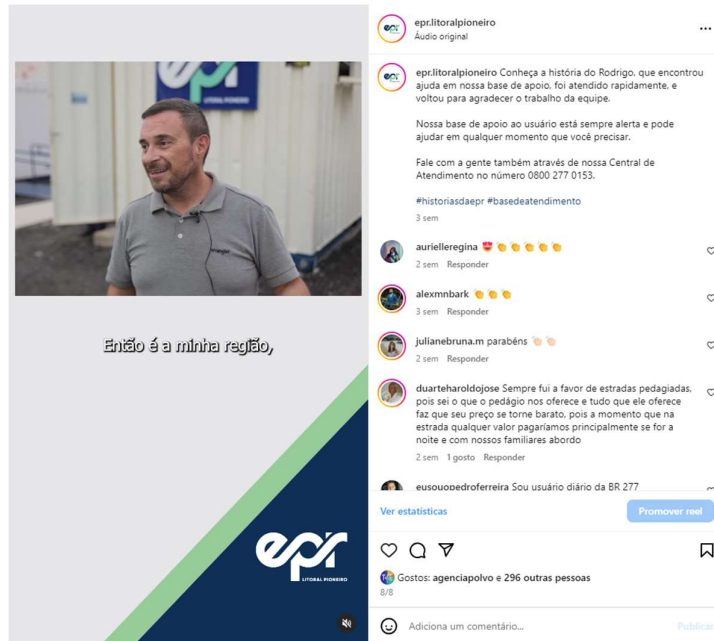 epr
LITORAL PIONEIRO
Então é a minha região,
epr
LITORAL PIONEIRO
epr.litoralpioneiro
Áudio original
epr.litoralpioneiro Conheça a história do Rodrigo, que encontrou
ajuda em nossa base de apoio, foi atendido rapidamente, e
voltou para agradecer o trabalho da equipe.
Nossa base de apoio ao usuário está sempre alerta e pode
ajudar em qualquer momento que você precisar.
Fale com a gente também através de nossa Central de
Atendimento no número 0800 277 0153.
#historiasdaepr #basedeatendimento
3 sem
aurielleregina 😍 👏 👏 👏 👏 👏
2 sem Responder
alexmnbark 👏 👏 👏
3 sem Responder
julianebruna.m parabéns 👏🏻 👏🏻
2 sem Responder
duarteharoldojose Sempre fui a favor de estradas pedagiadas,
pois sei o que o pedágio nos oferece e tudo que ele oferece
faz que seu preço se torne barato, pois a momento que na
estrada qualquer valor pagaríamos principalmente se for a
noite e com nossos familiares abordo
2 sem 1 gosto Responder
eusouopedroferreira Sou usuário diário da BR 277
Ver estatísticas
Promover reel
Gostos: agenciapolvo e 296 outras pessoas
8/8
Adiciona um comentário...
Publicar